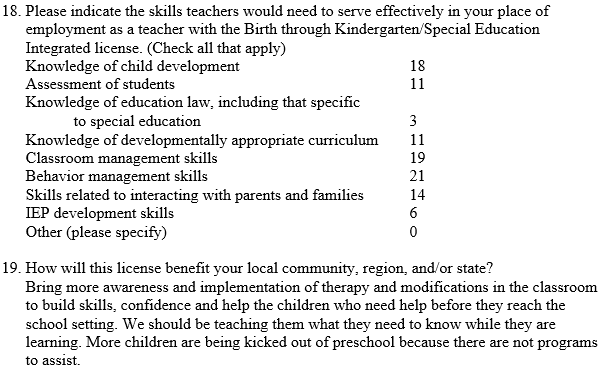 18. Please indicate the skills teachers would need to serve effectively in your place of
employment as a teacher with the Birth through Kindergarten/Special Education
Integrated license. (Check all that apply)
Knowledge of child development 18
Assessment of students 11
Knowledge of education law, including that specific
to special education 3
Knowledge of developmentally appropriate curriculum 11
Classroom management skills 19
Behavior management skills 21
Skills related to interacting with parents and families 14
IEP development skills 6
Other (please specify) 0
19. How will this license benefit your local community, region, and/or state?
Bring more awareness and implementation of therapy and modifications in the classroom
to build skills, confidence and help the children who need help before they reach the
school setting. We should be teaching them what they need to know while they are
learning. More children are being kicked out of preschool because there are not programs
to assist.